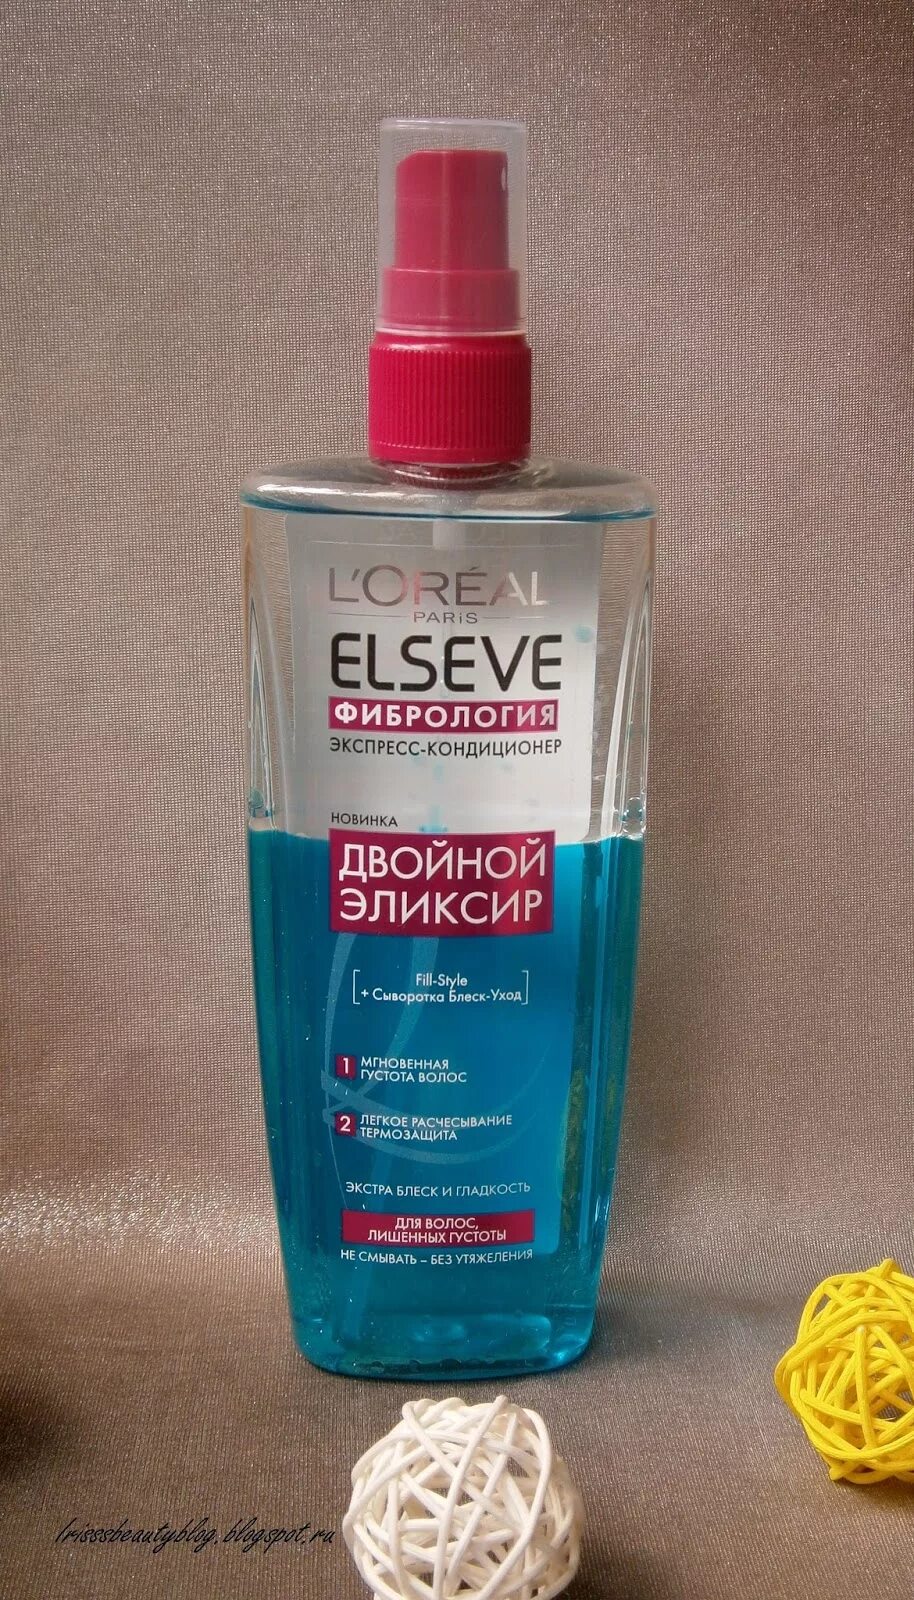 L'ORÉAL
PARIS
ELSEVE
ФИБРОЛОГИЯ
ЭКСПРЕСС-КОНДИЦИОНЕР
НОВИНКА
ДВОЙНОЙ
ЭЛИКСИР
Fill-Style
+ Сыворотка Блеск-Уход
1 МГНОВЕННАЯ
ГУСТОТА ВОЛОС
2 ЛЕГКОЕ РАСЧЕСЫВАНИЕ
ТЕРМОЗАЩИТА
ЭКСТРА БЛЕСК И ГЛАДКОСТЬ
ДЛЯ ВОЛОС,
ЛИШЕННЫХ ГУСТОТЫ
НЕ СМЫВАТЬ – БЕЗ УТЯЖЕЛЕНИЯ
Irisssbeautyblog.blogspot.ru